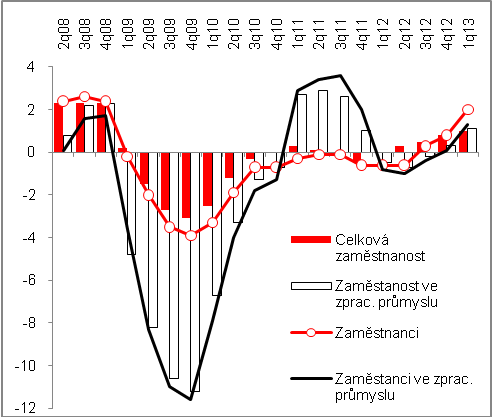 2q08
3q08
4q08
1q09
2q09
3q09
4q09
1q10
2q10
3q10
4q10
1q11
2q11
3q11
4q11
1q12
2q12
3q12
4q12
1q13
4
2
0
-2
-4
-6
-8
-10
-12
Celková
zaměstnanost
Zaměstanost ve
zprac. průmyslu
Zaměstnanci
Zaměstanci ve zprac.
průmyslu